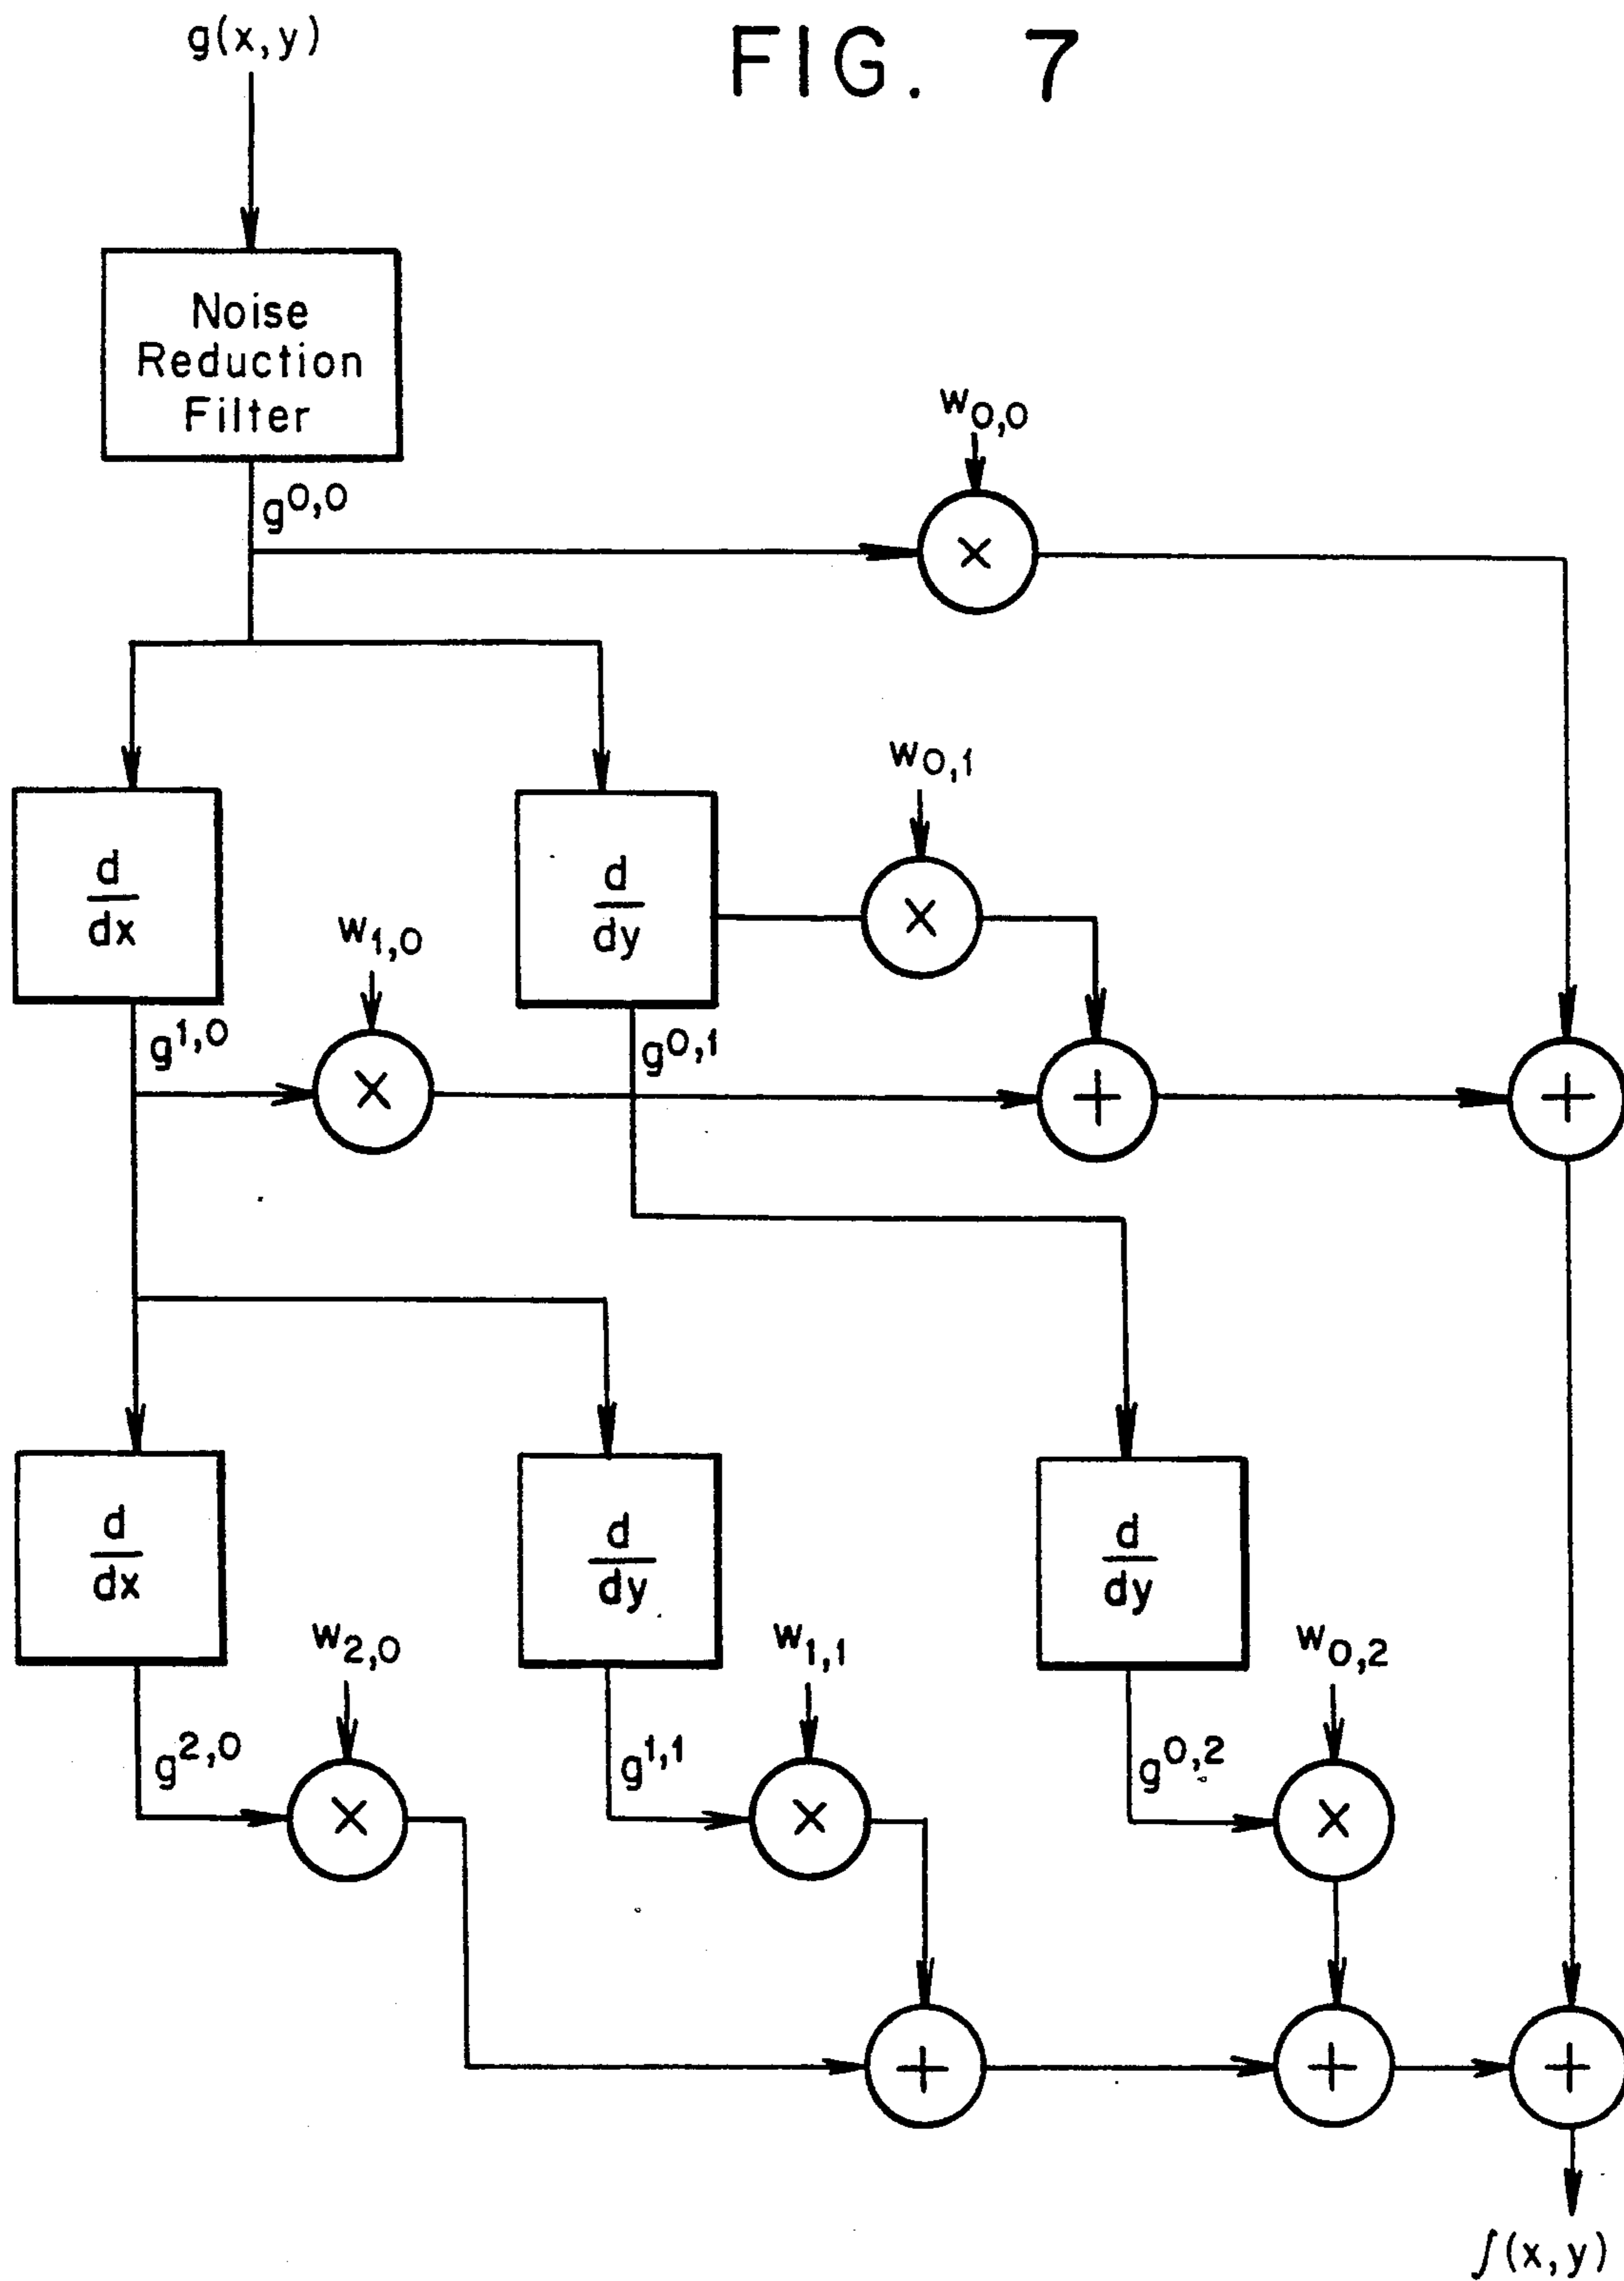 g(x,y)
FIG. 7
Noise
Reduction
Filter
w0,0
g0,0
×
w0,1
d
dx
d
dy
×
w1,0
g1,0
g0,1
×
+
+
d
dx
d
dy
d
dy
w2,0
w1,1
w0,2
g2,0
g1,1
g0,2
×
×
×
+
+
+
∫(x,y)